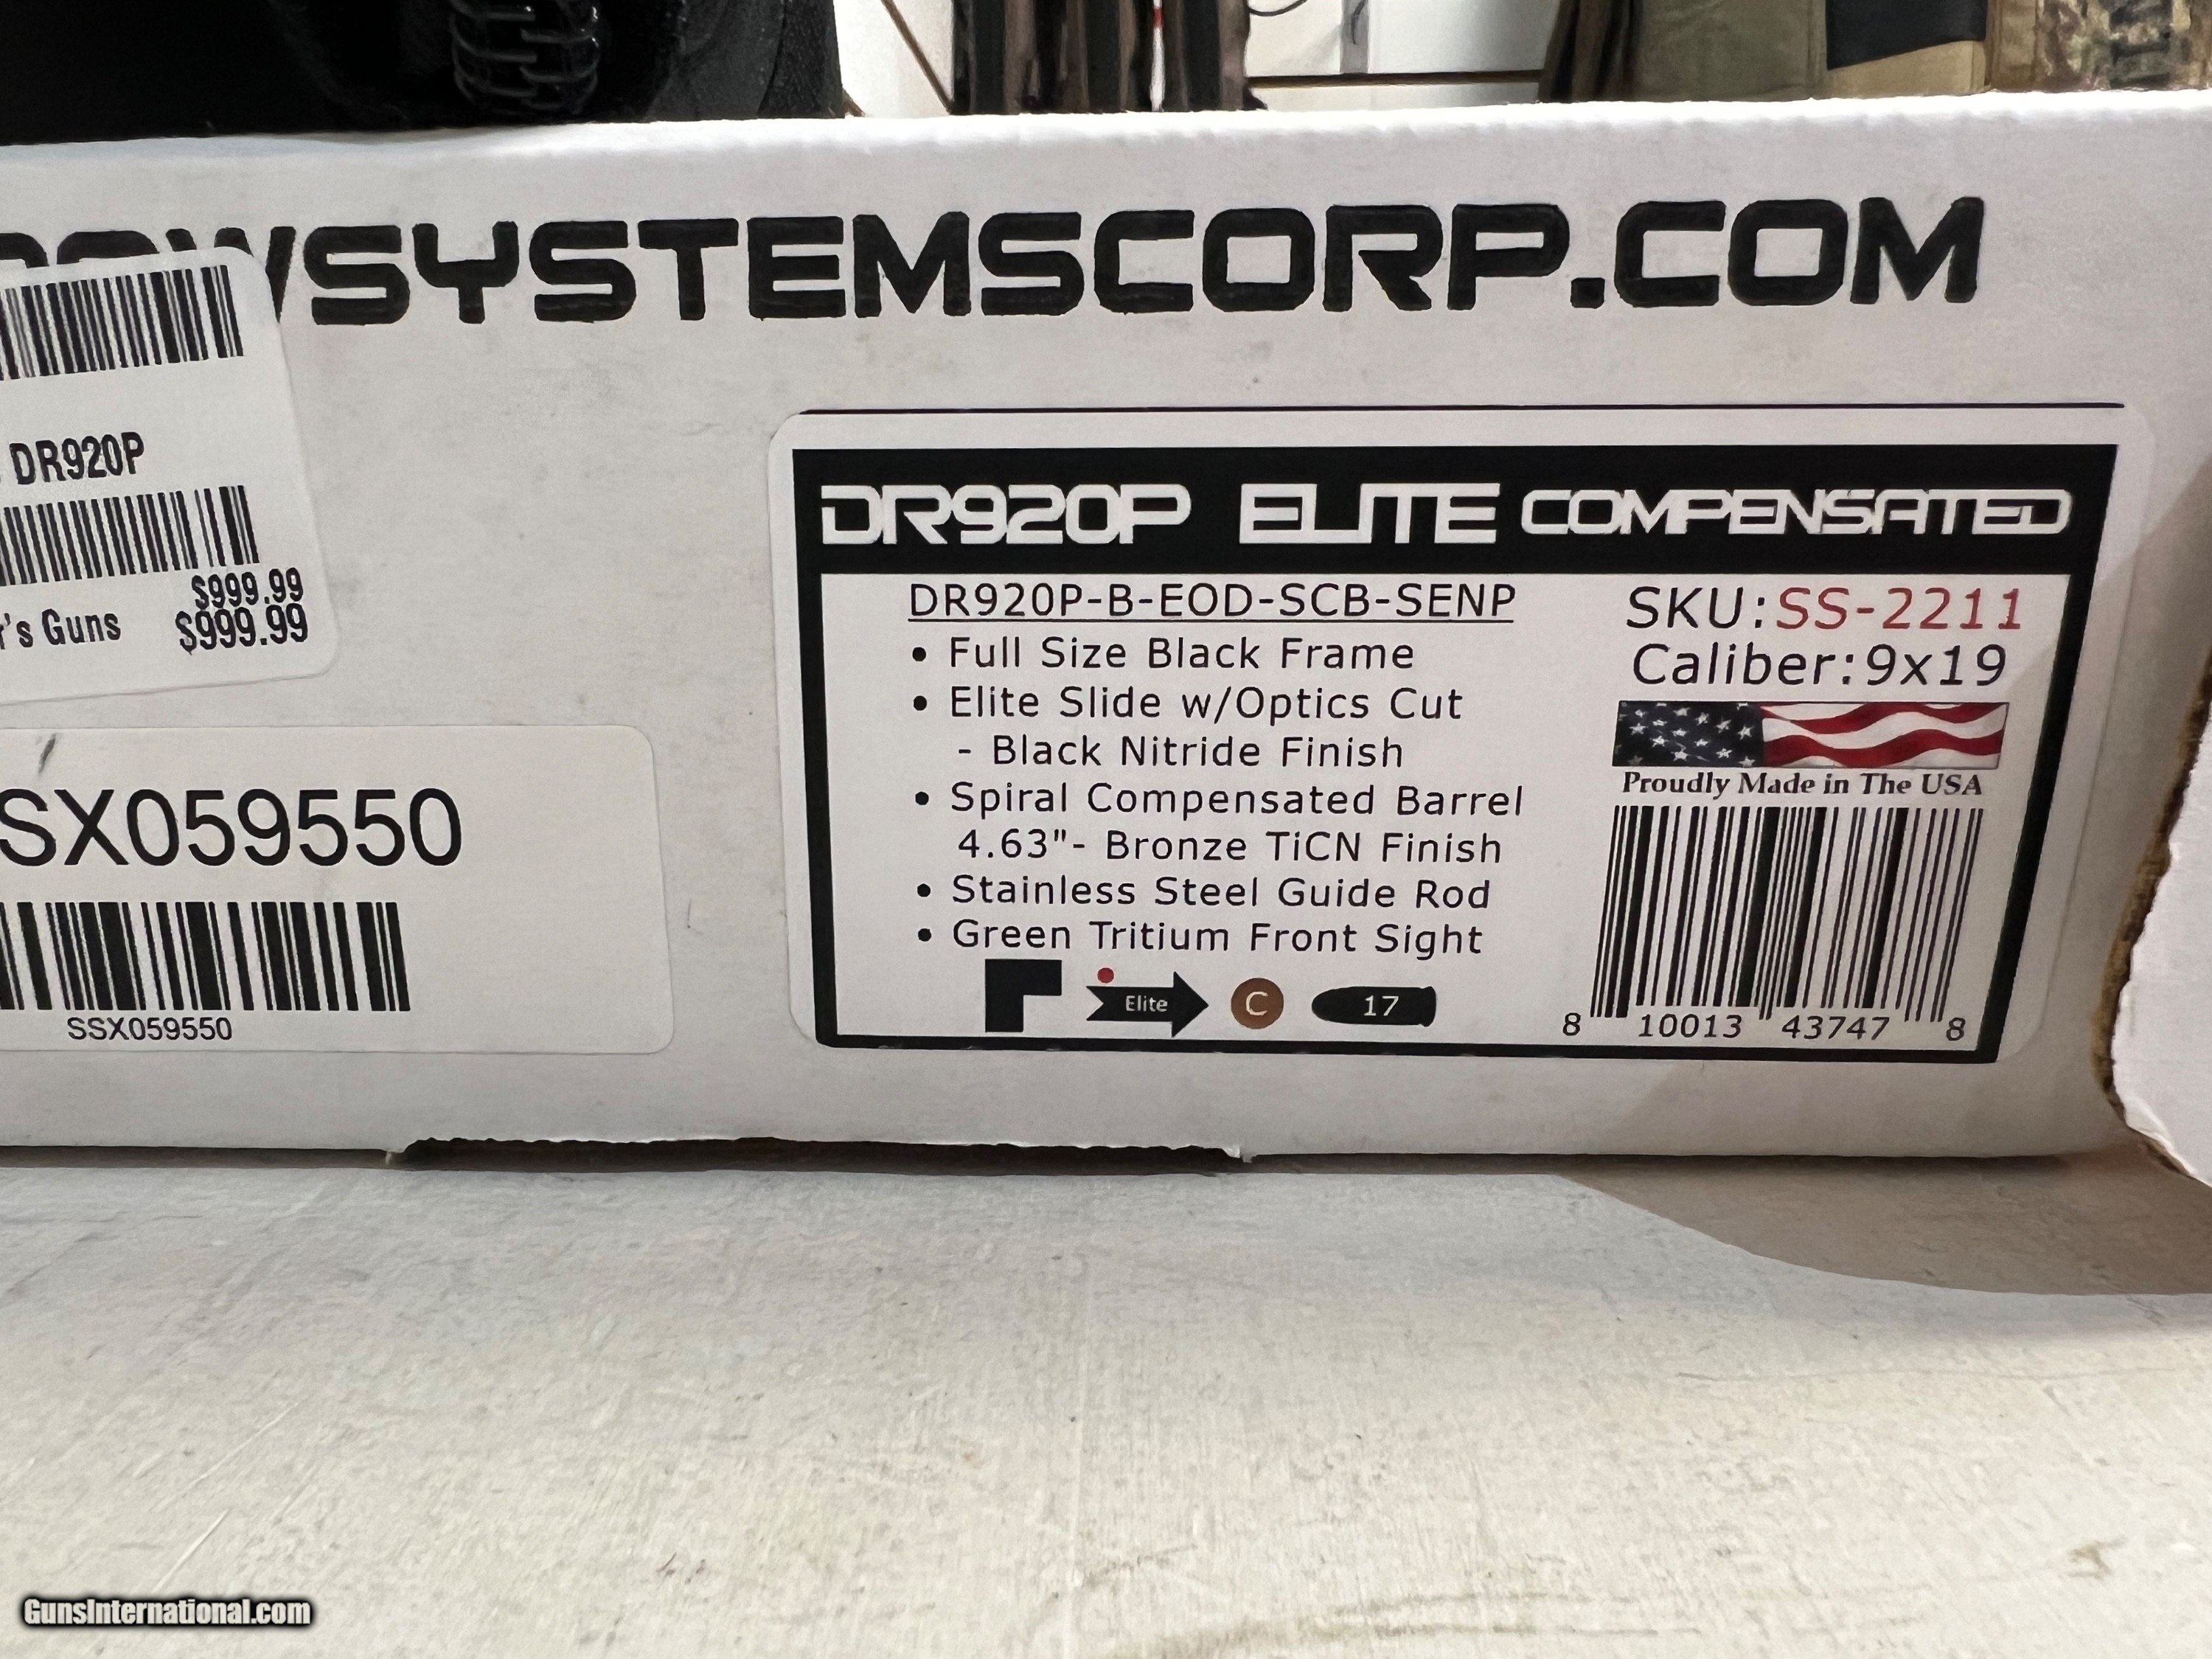 SYSTEMSCORP.COM
DR920P
$999.99
's Guns $999.99
SSX059550
SSX059550
DR920P ELITE COMPENSATED
DR920P-B-EOD-SCB-SENP
• Full Size Black Frame
• Elite Slide w/Optics Cut
- Black Nitride Finish
• Spiral Compensated Barrel
4.63"- Bronze TiCN Finish
• Stainless Steel Guide Rod
• Green Tritium Front Sight
Elite C 17
SKU:SS-2211
Caliber:9x19
Proudly Made in The USA
8 10013 43747 8
GunsInternational.com